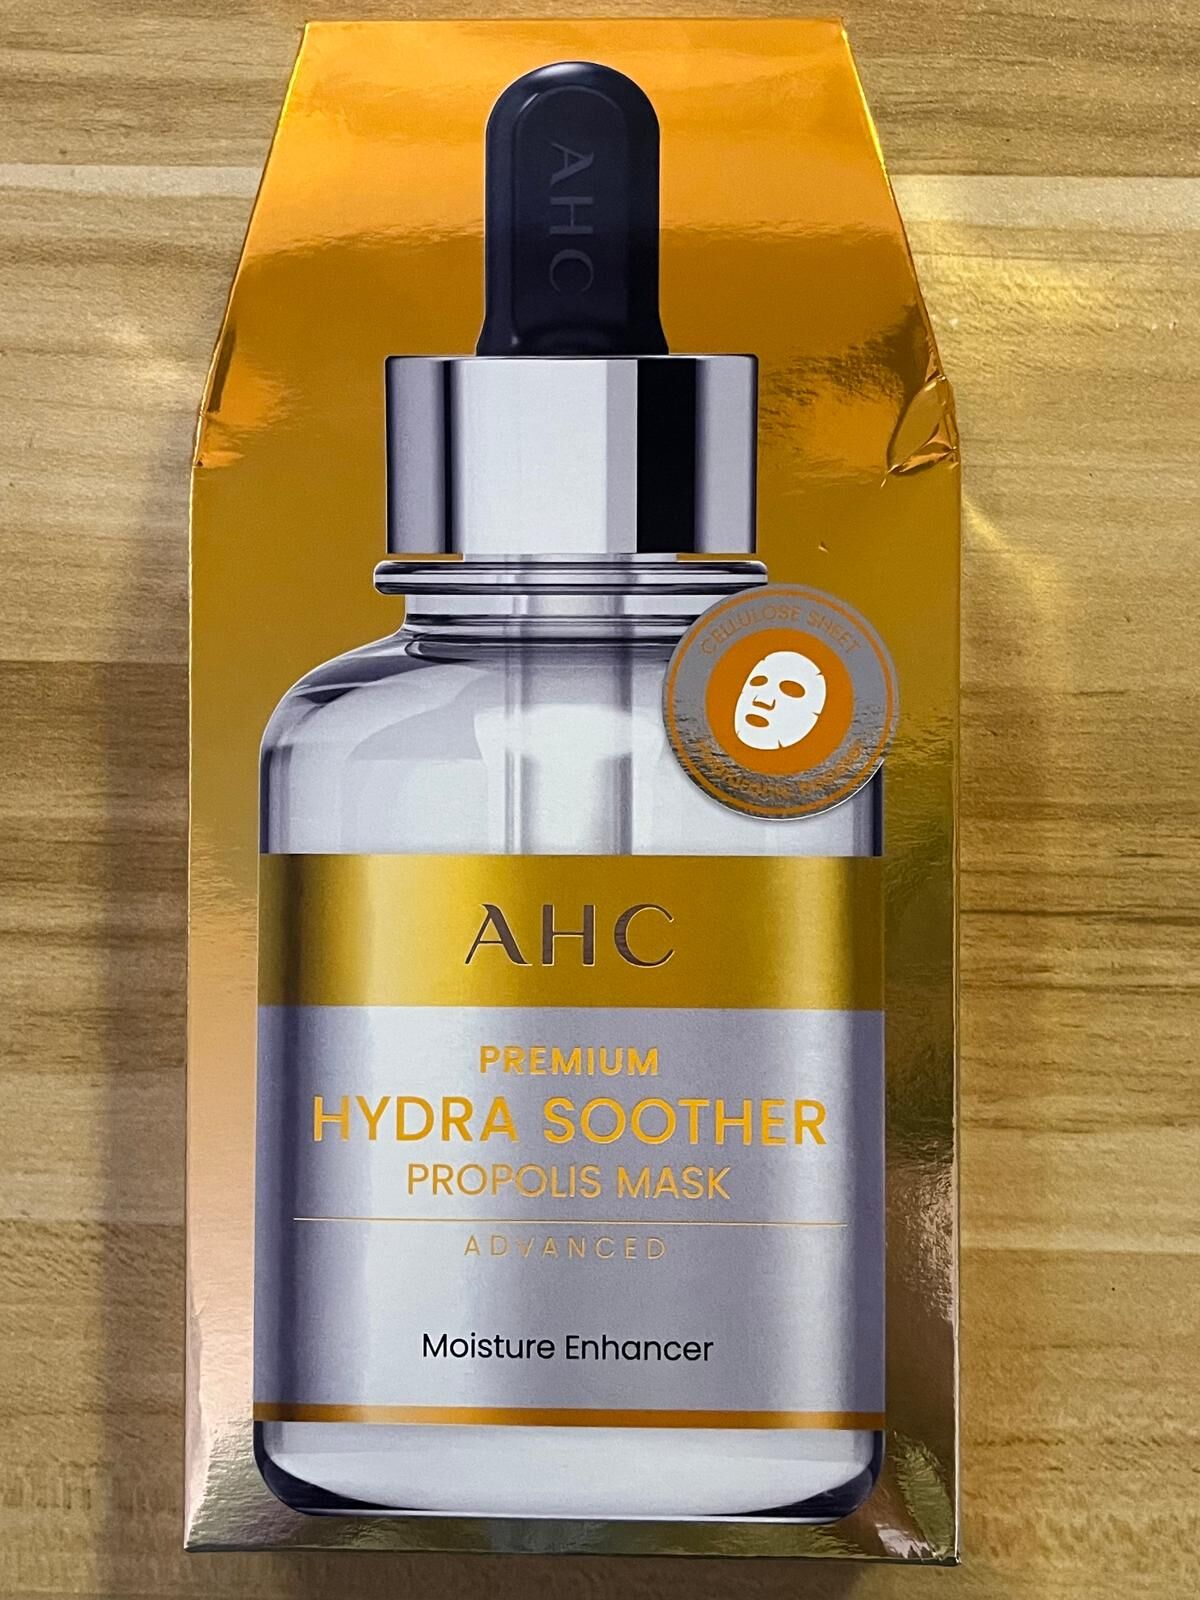 AHC
CELLULOSE SHEET
AHC
PREMIUM
HYDRA SOOTHER
PROPOLIS MASK
ADVANCED
Moisture Enhancer